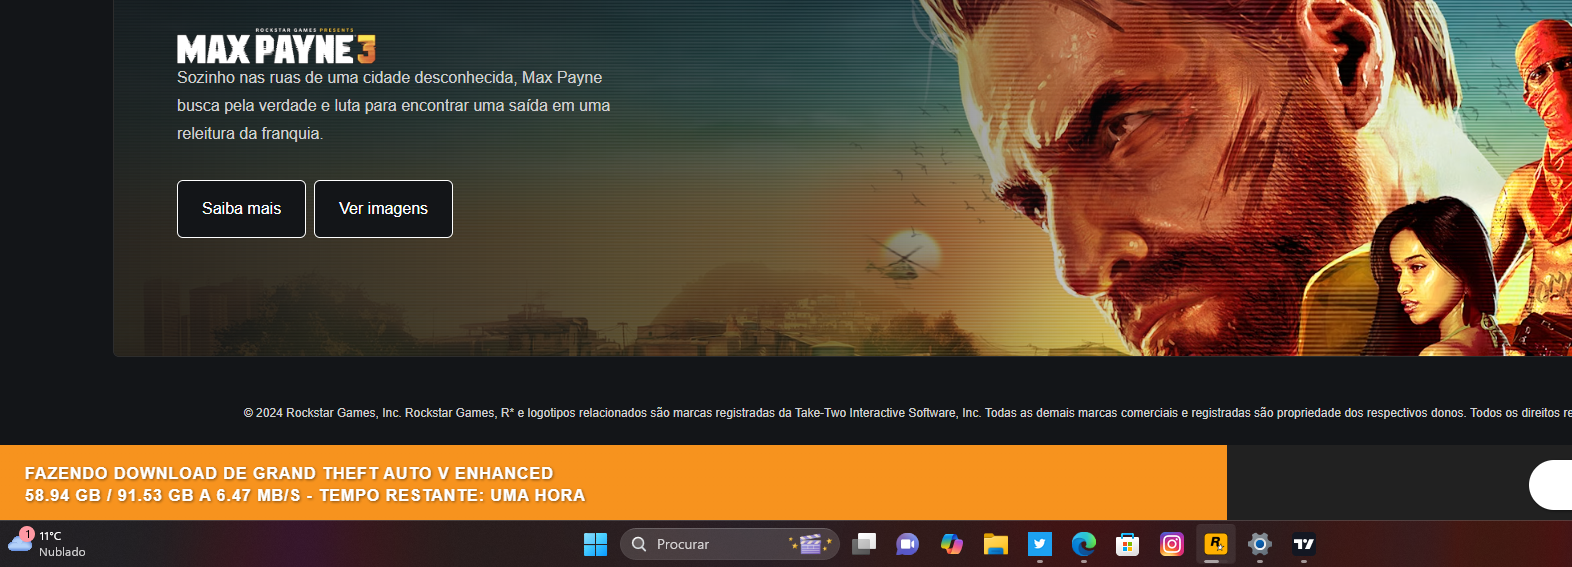 ROCKSTAR GAMES PRESENTS
MAX PAYNE 3
Sozinho nas ruas de uma cidade desconhecida, Max Payne
busca pela verdade e luta para encontrar uma saída em uma
releitura da franquia.
Saiba mais
Ver imagens
© 2024 Rockstar Games, Inc. Rockstar Games, R* e logotipos relacionados são marcas registradas da Take-Two Interactive Software, Inc. Todas as demais marcas comerciais e registradas são propriedade dos respectivos donos. Todos os direitos
FAZENDO DOWNLOAD DE GRAND THEFT AUTO V ENHANCED
58.94 GB / 91.53 GB A 6.47 MB/S - TEMPO RESTANTE: UMA HORA
1
11°C
Nublado
Procurar